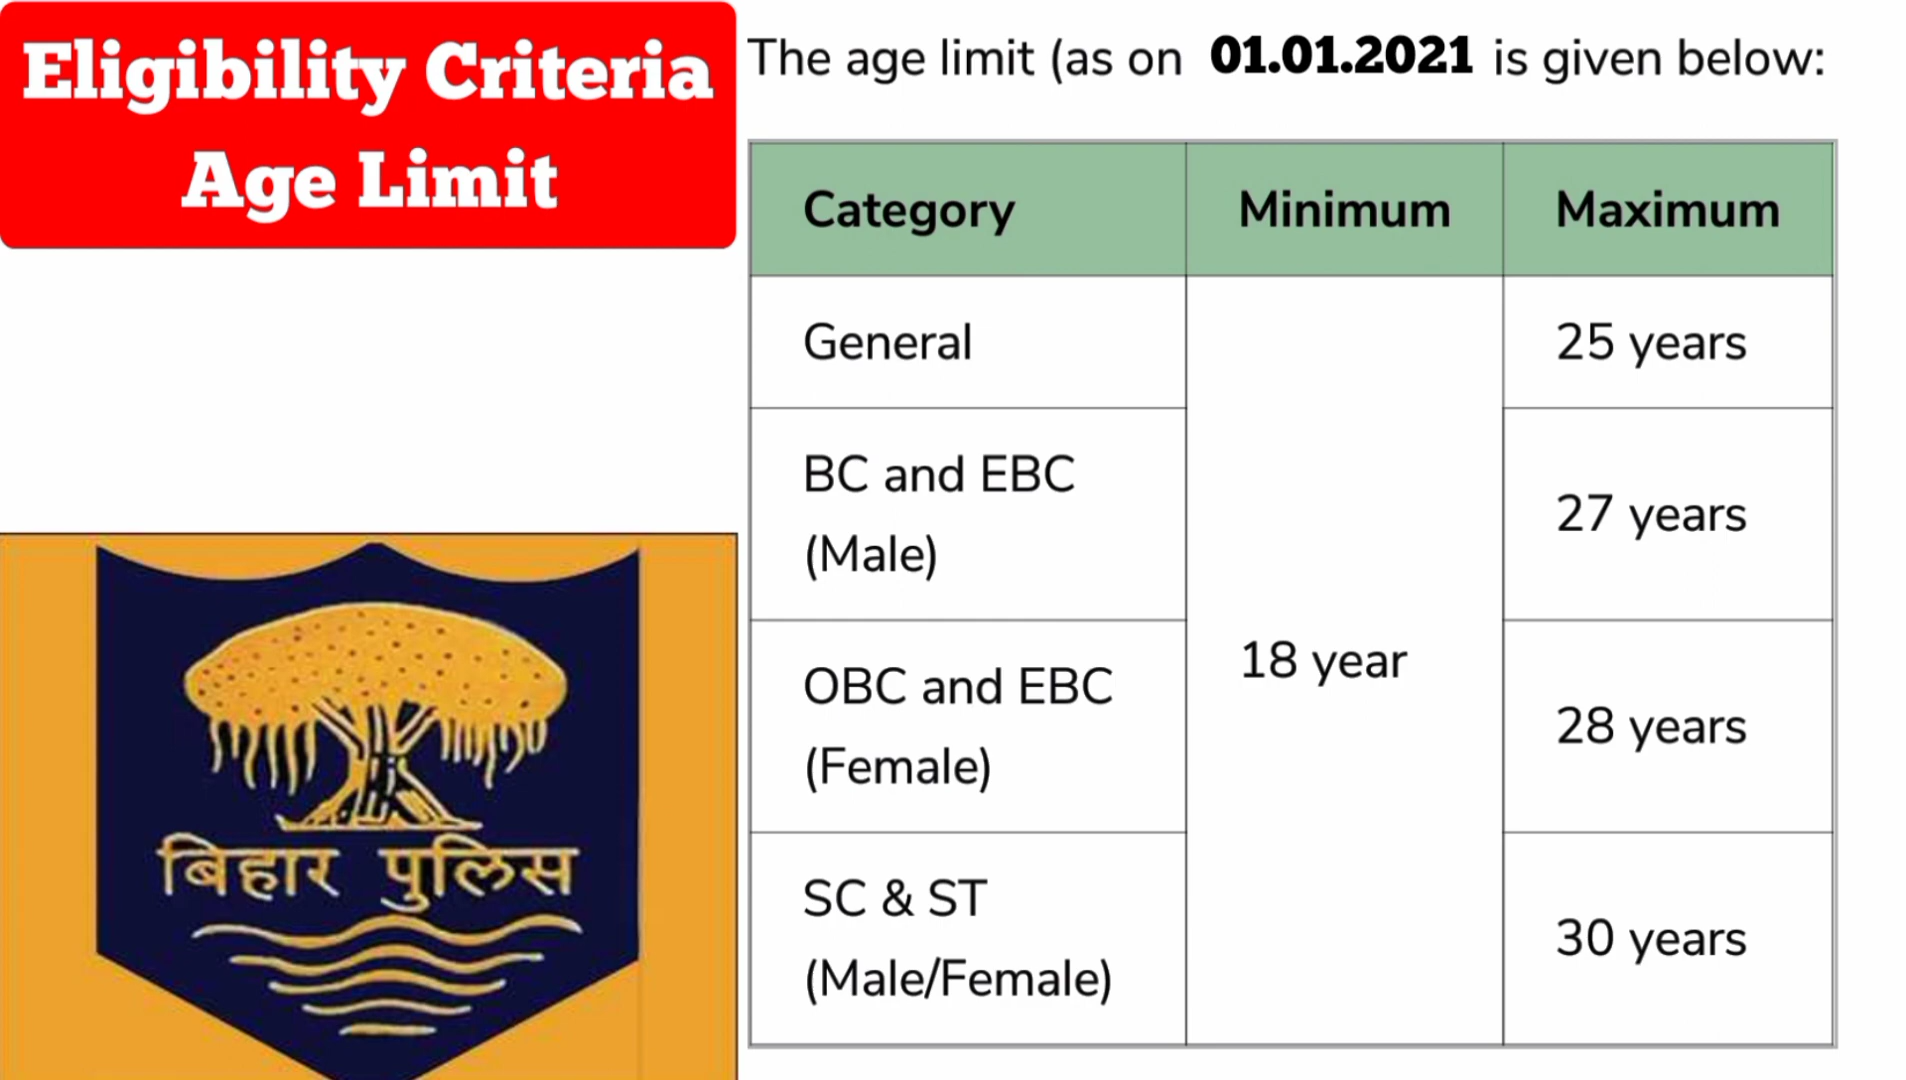 Eligibility Criteria
Age Limit
The age limit (as on 01.01.2021 is given below:
Category Minimum Maximum
General 25 years
BC and EBC
(Male)
27 years
OBC and EBC
(Female)
18 year
28 years
SC & ST
(Male/Female)
30 years
बिहार पुलिस